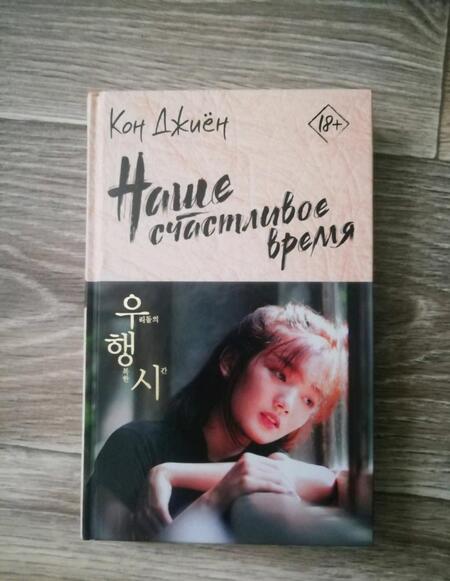 Кон Джиён
18+
Наше
счастливое
время
우리들의
행복한
시간